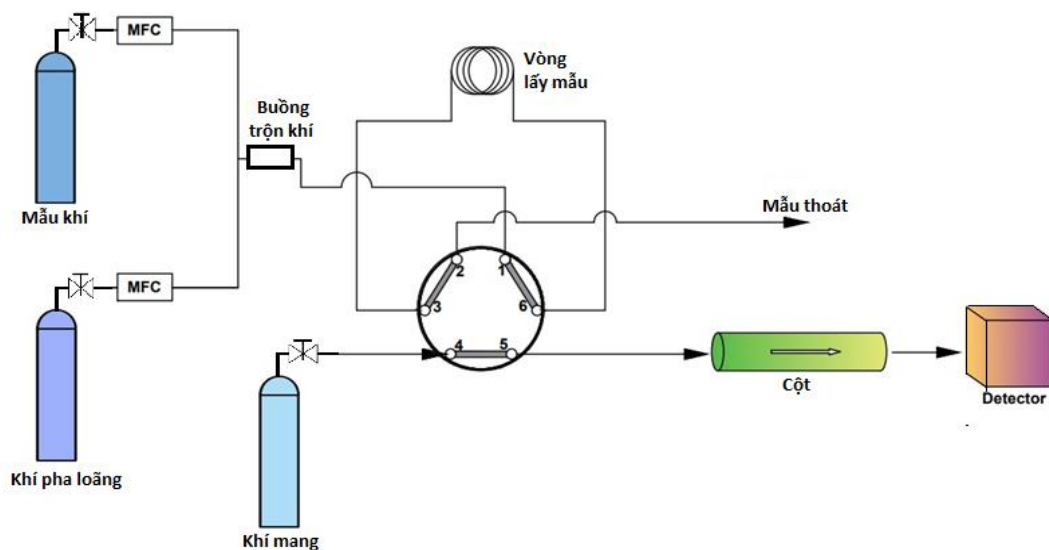 MFC
Vòng
lấy mẫu
Buồng
trộn khí
Mẫu khí
Mẫu thoát
2
1
3
6
MFC
4
5
Cột
Detector
Khí pha loãng
Khí mang